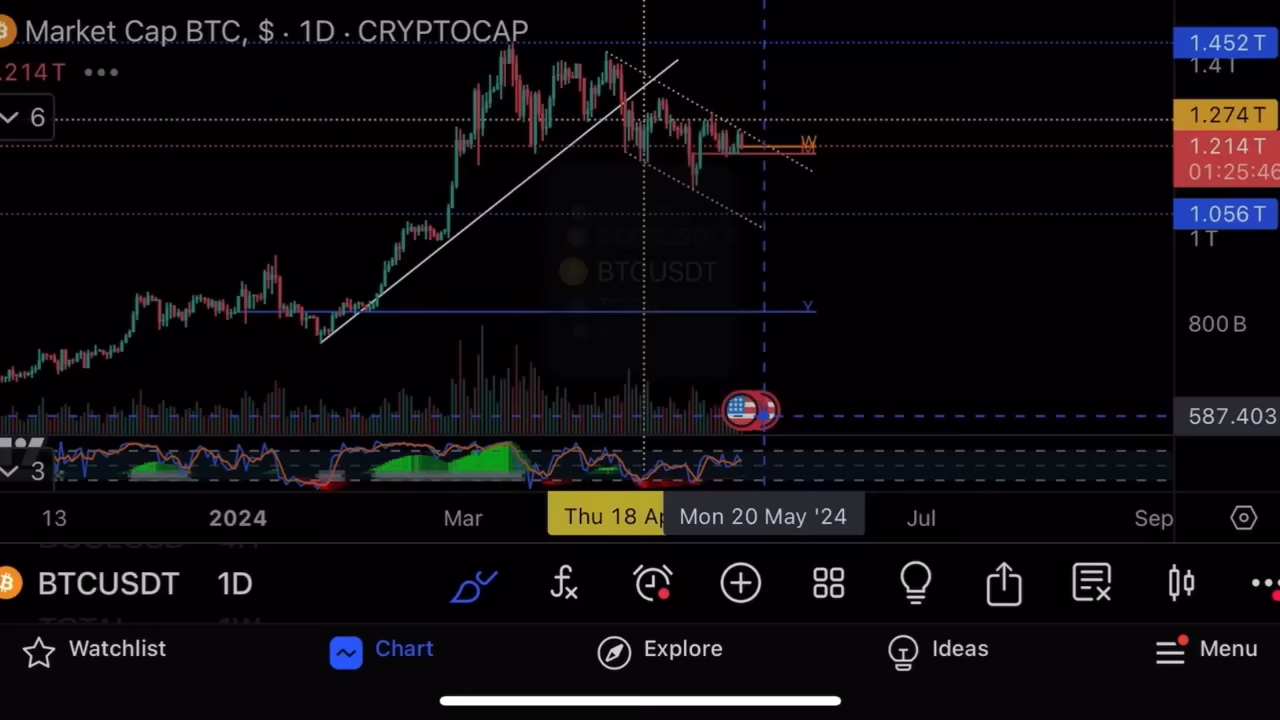 Market Cap BTC, $ · 1D · CRYPTOCAP
1.452 T
.214 T •••
1.4 T
6
1.274 T
W
1.214 T
01:25:46
1.056 T
1 T
BTCUSDT
Y
800 B
587.403
3
13
2024
Mar
Thu 18 Ap
Mon 20 May '24
Jul
Sep
BTCUSDT 1D
Watchlist
Chart
Explore
Ideas
Menu